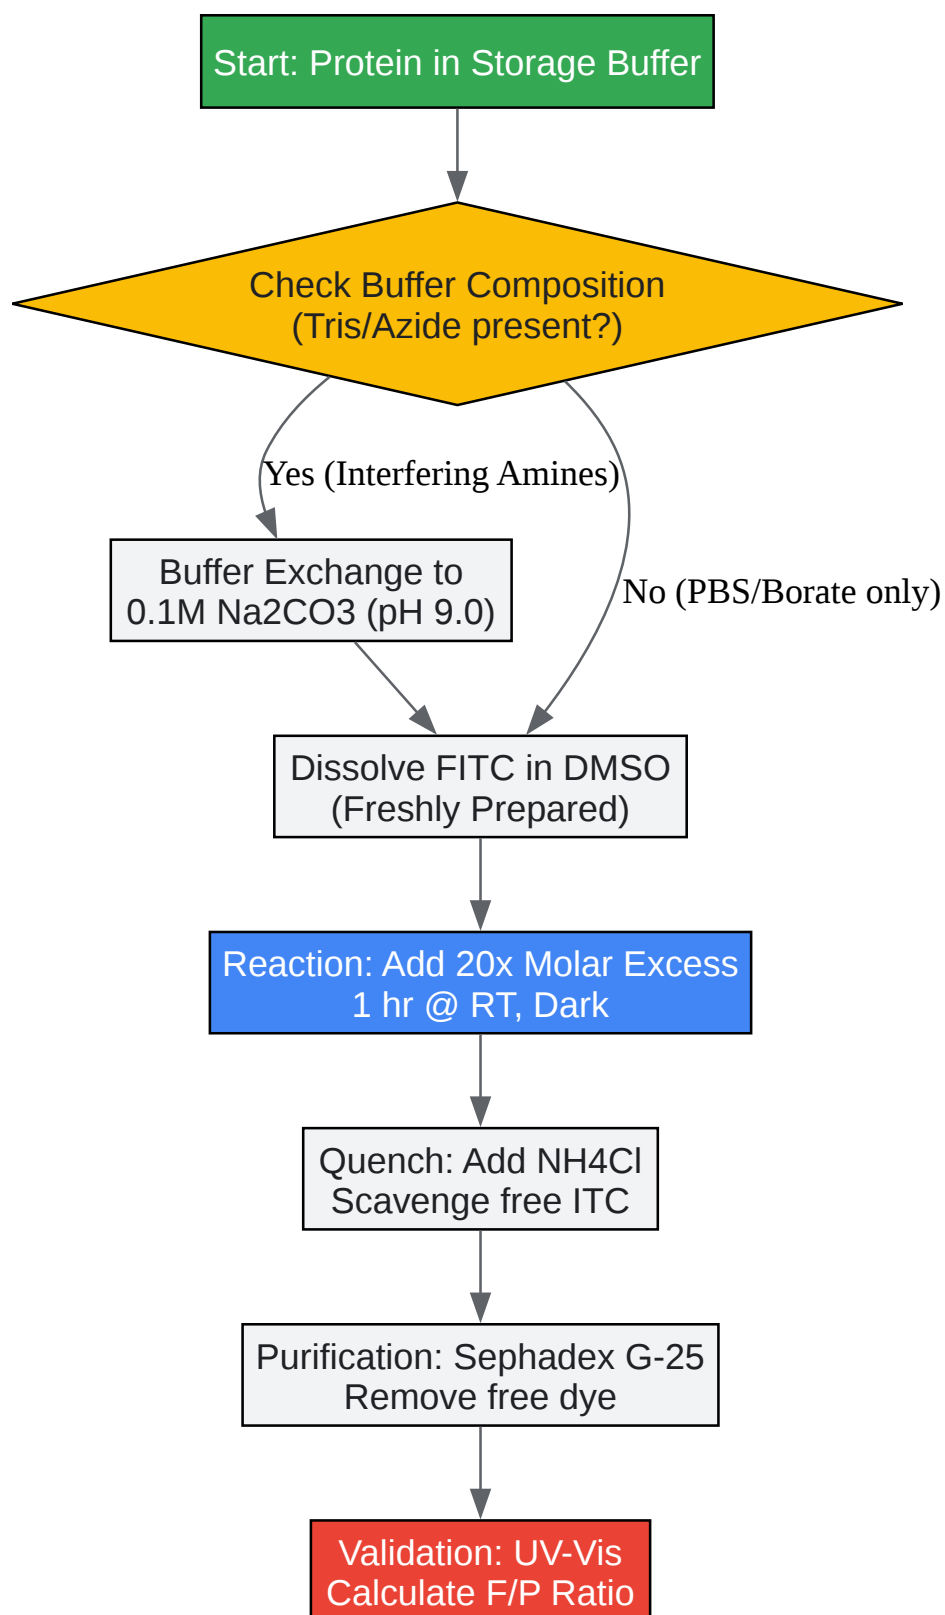 Start: Protein in Storage Buffer
Check Buffer Composition
(Tris/Azide present?)
Yes (Interfering Amines)
Buffer Exchange to
0.1M Na2CO3 (pH 9.0)
No (PBS/Borate only)
Dissolve FITC in DMSO
(Freshly Prepared)
Reaction: Add 20x Molar Excess
1 hr @ RT, Dark
Quench: Add NH4Cl
Scavenge free ITC
Purification: Sephadex G-25
Remove free dye
Validation: UV-Vis
Calculate F/P Ratio